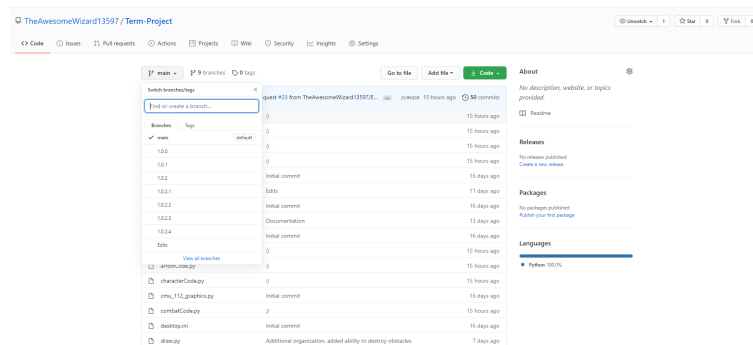 TheAwesomeWizard13597 / Term-Project
Unwatch 1 Star 0 Fork 0
Code Issues Pull requests Actions Projects Wiki Security Insights Settings
main 9 branches 0 tags Go to file Add file Code
Switch branches/tags
Find or create a branch...
Branches Tags
main default
1.0.0
1.0.1
1.0.2
1.0.2.1
1.0.2.2
1.0.2.3
1.0.2.4
Edits
View all branches
quest #23 from TheAwesomeWizard13597/E... 15 hours ago 50 commits
:) 15 hours ago
:) 15 hours ago
:) 15 hours ago
:) 15 hours ago
Initial commit 16 days ago
Edits 11 days ago
Initial commit 16 days ago
Documentation 13 days ago
Initial commit 16 days ago
:) 15 hours ago
arrowCode.py :) 15 hours ago
characterCode.py :) 15 hours ago
cmu_112_graphics.py Initial commit 16 days ago
combatCode.py :) 15 hours ago
desktop.ini Initial commit 16 days ago
draw.py Additional organization, added ability to destroy obstacles 7 days ago
About
No description, website, or topics
provided.
Readme
Releases
No releases published
Create a new release
Packages
No packages published
Publish your first package
Languages
Python 100.0%